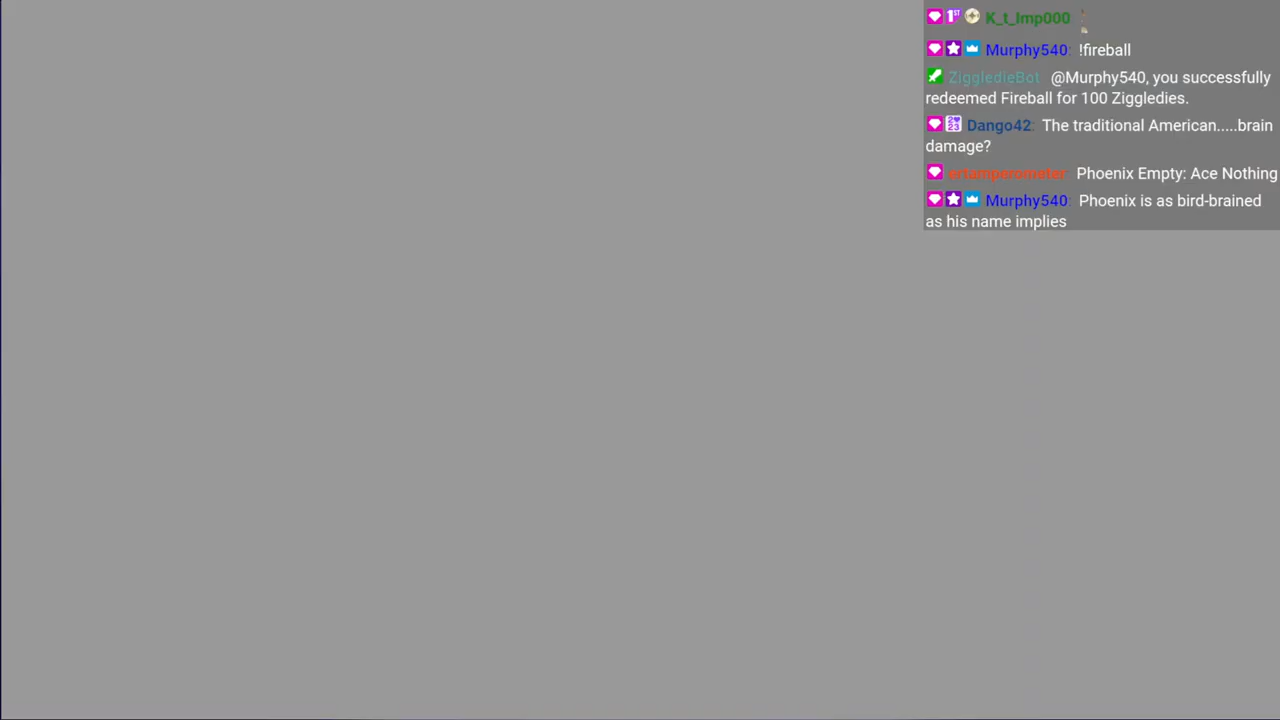 K_t_Imp000:
Murphy540: !fireball
ZiggledieBot: @Murphy540, you successfully
redeemed Fireball for 100 Ziggledies.
Dango42: The traditional American.....brain
damage?
artemperometer: Phoenix Empty: Ace Nothing
Murphy540: Phoenix is as bird-brained
as his name implies